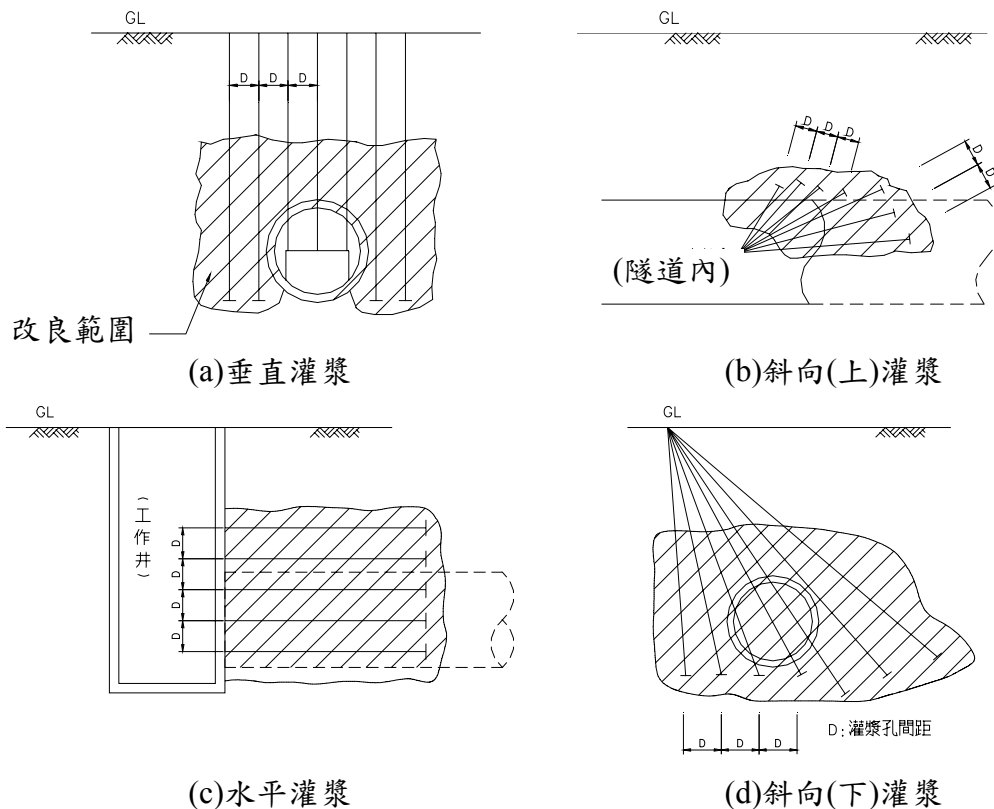 GL
D D D
改良範圍
(a)垂直灌漿
GL
D D D
D D
(隧道內)
(b)斜向(上)灌漿
GL
(工作井)
D
D
D
D
(c)水平灌漿
GL
D D D
D:灌漿孔間距
(d)斜向(下)灌漿